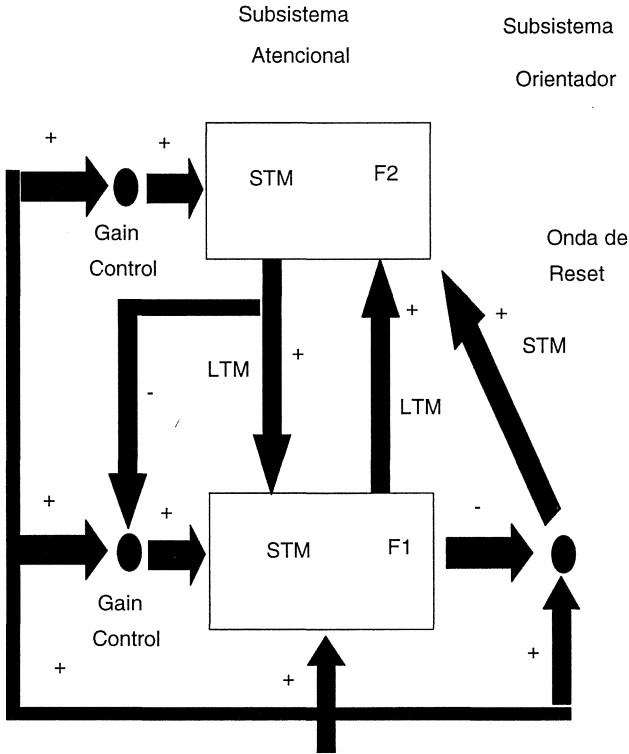 Subsistema
Atencional
Subsistema
Orientador
+
+
STM
F2
Gain
Control
Onda de
Reset
+
+
STM
LTM
+
-
LTM
+
+
STM
F1
-
Gain
Control
+
+
+